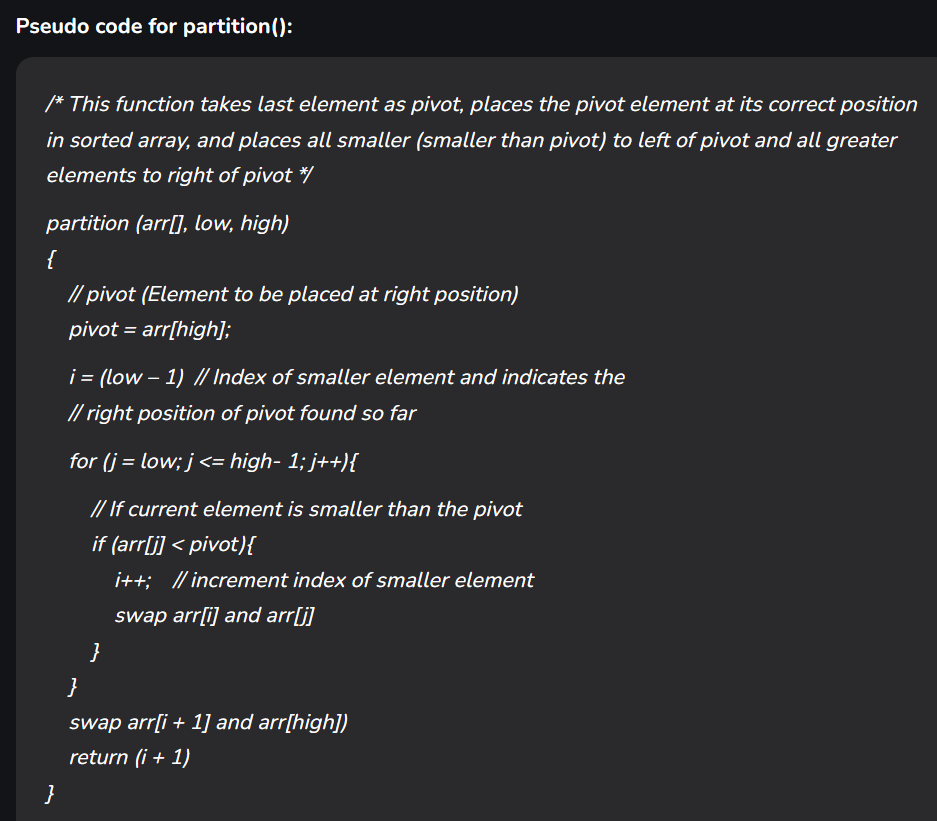 Pseudo code for partition():
/* This function takes last element as pivot, places the pivot element at its correct position
in sorted array, and places all smaller (smaller than pivot) to left of pivot and all greater
elements to right of pivot */
partition (arr[], low, high)
{
// pivot (Element to be placed at right position)
pivot = arr[high];
i = (low – 1)  // Index of smaller element and indicates the
// right position of pivot found so far
for (j = low; j <= high- 1; j++){
// If current element is smaller than the pivot
if (arr[j] < pivot){
i++;    // increment index of smaller element
swap arr[i] and arr[j]
}
}
swap arr[i + 1] and arr[high])
return (i + 1)
}